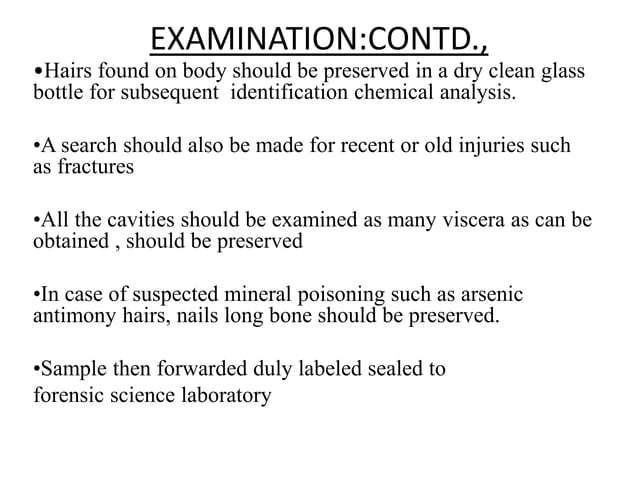 EXAMINATION:CONTD.,
•Hairs found on body should be preserved in a dry clean glass
bottle for subsequent  identification chemical analysis.
•A search should also be made for recent or old injuries such
as fractures
•All the cavities should be examined as many viscera as can be
obtained , should be preserved
•In case of suspected mineral poisoning such as arsenic
antimony hairs, nails long bone should be preserved.
•Sample then forwarded duly labeled sealed to
forensic science laboratory